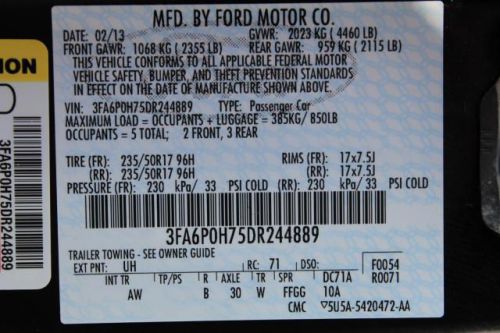 MFD. BY FORD MOTOR CO.
DATE: 02/13 GVWR: 2023 KG ( 4460 LB)
FRONT GAWR: 1068 KG ( 2355 LB) REAR GAWR: 959 KG ( 2115 LB)
THIS VEHICLE CONFORMS TO ALL APPLICABLE FEDERAL MOTOR
VEHICLE SAFETY, BUMPER, AND THEFT PREVENTION STANDARDS
IN EFFECT ON THE DATE OF MANUFACTURE SHOWN ABOVE.
VIN: 3FA6P0H75DR244889 TYPE: Passenger Car
MAXIMUM LOAD = OCCUPANTS + LUGGAGE = 385KG/ 850LB
OCCUPANTS = 5 TOTAL; 2 FRONT, 3 REAR
TIRE (FR): 235/50R17 96H RIMS (FR): 17x7.5J
(RR): 235/50R17 96H (RR): 17x7.5J
PRESSURE (FR): 230 kPa/ 33 PSI COLD (RR): 230 kPa/ 33 PSI COLD
3FA6P0H75DR244889
TRAILER TOWING - SEE OWNER GUIDE
EXT PNT: UH RC: 71 DSO: F0054
R0071
INT TR TP/PS R AXLE TR SPR DC71A
AW B 30 W FFGG 10A
CMC 5U5A-5420472-AA
ION
3FA6P0H75DR244889